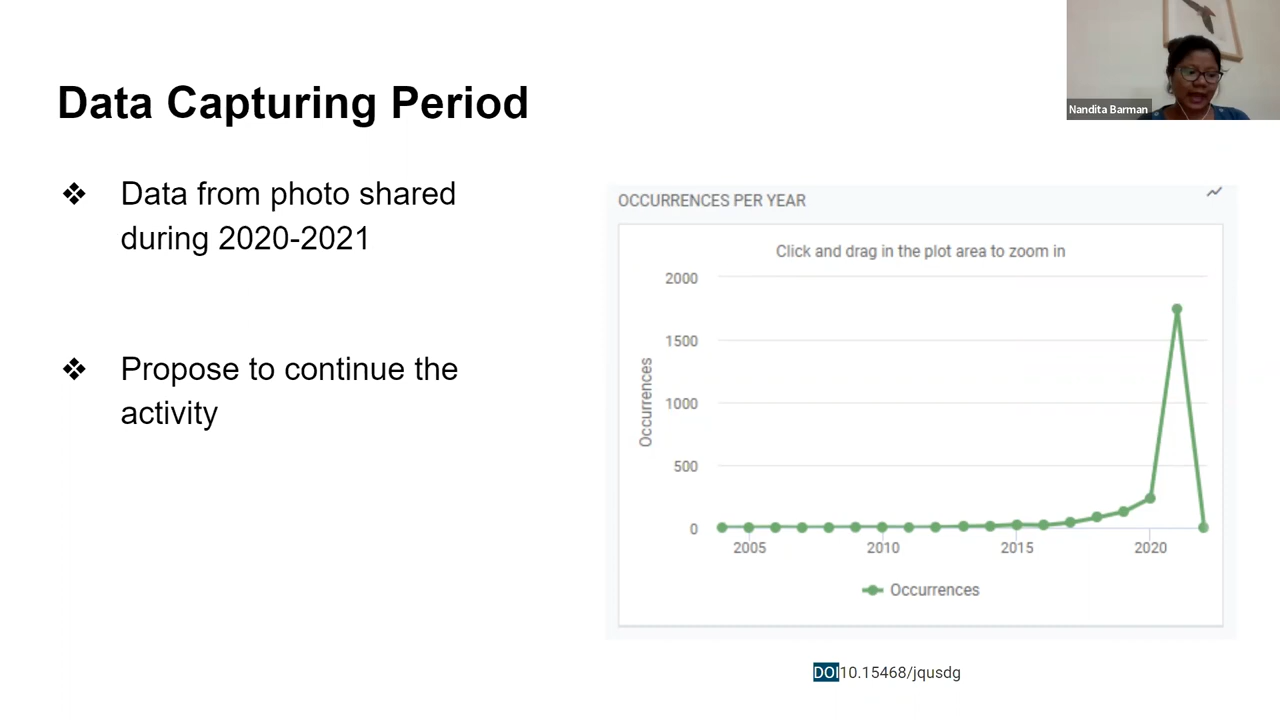 Data Capturing Period
Nandita Barman
❖ Data from photo shared
during 2020-2021
❖ Propose to continue the
activity
OCCURRENCES PER YEAR
Click and drag in the plot area to zoom in
2000
1500
1000
500
0
Occurrences
2005 2010 2015 2020
Occurrences
DOI10.15468/jqusdg